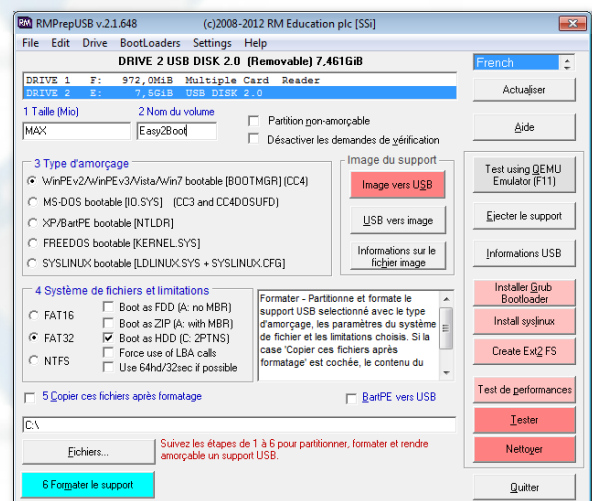 RMPrepUSB v.2.1.648 (c)2008-2012 RM Education plc [SSi]
File Edit Drive BootLoaders Settings Help
DRIVE 2 USB DISK 2.0 (Removable) 7,461GiB
DRIVE 1 F: 972,0MiB Multiple Card Reader
DRIVE 2 E: 7,5GiB USB DISK 2.0
French
Actualiser
1 Taille (Mio)
2 Nom du volume
MAX
Easy2Boot
Partition non-amorçable
Désactiver les demandes de vérification
Aide
3 Type d'amorçage
WinPEv2/WinPEv3/Vista/Win7 bootable [BOOTMGR] (CC4)
MS-DOS bootable [IO.SYS] (CC3 and CC4DOSUFD)
XP/BartPE bootable [NTLDR]
FREEDOS bootable [KERNEL.SYS]
SYSLINUX bootable [LDLINUX.SYS + SYSLINUX.CFG]
Image du support
Image vers USB
USB vers image
Informations sur le
fichier image
Test using QEMU
Emulator (F11)
Ejecter le support
Informations USB
4 Système de fichiers et limitations
FAT16
FAT32
NTFS
Boot as FDD (A: no MBR)
Boot as ZIP (A: with MBR)
Boot as HDD (C: 2PTNS)
Force use of LBA calls
Use 64hd/32sec if possible
Formater - Partitionne et formate le
support USB selectionné avec le type
d'amorçage, les paramètres du système
de fichier et les limitations choisis. Si la
case 'Copier ces fichiers après
formatage' est cochée, le contenu du
Installer Grub
Bootloader
Install syslinux
Create Ext2 FS
5 Copier ces fichiers après formatage
BartPE vers USB
Test de performances
C:\
Tester
Fichiers...
Suivez les étapes de 1 à 6 pour partitionner, formater et rendre
amorçable un support USB.
Nettoyer
6 Formater le support
Quitter